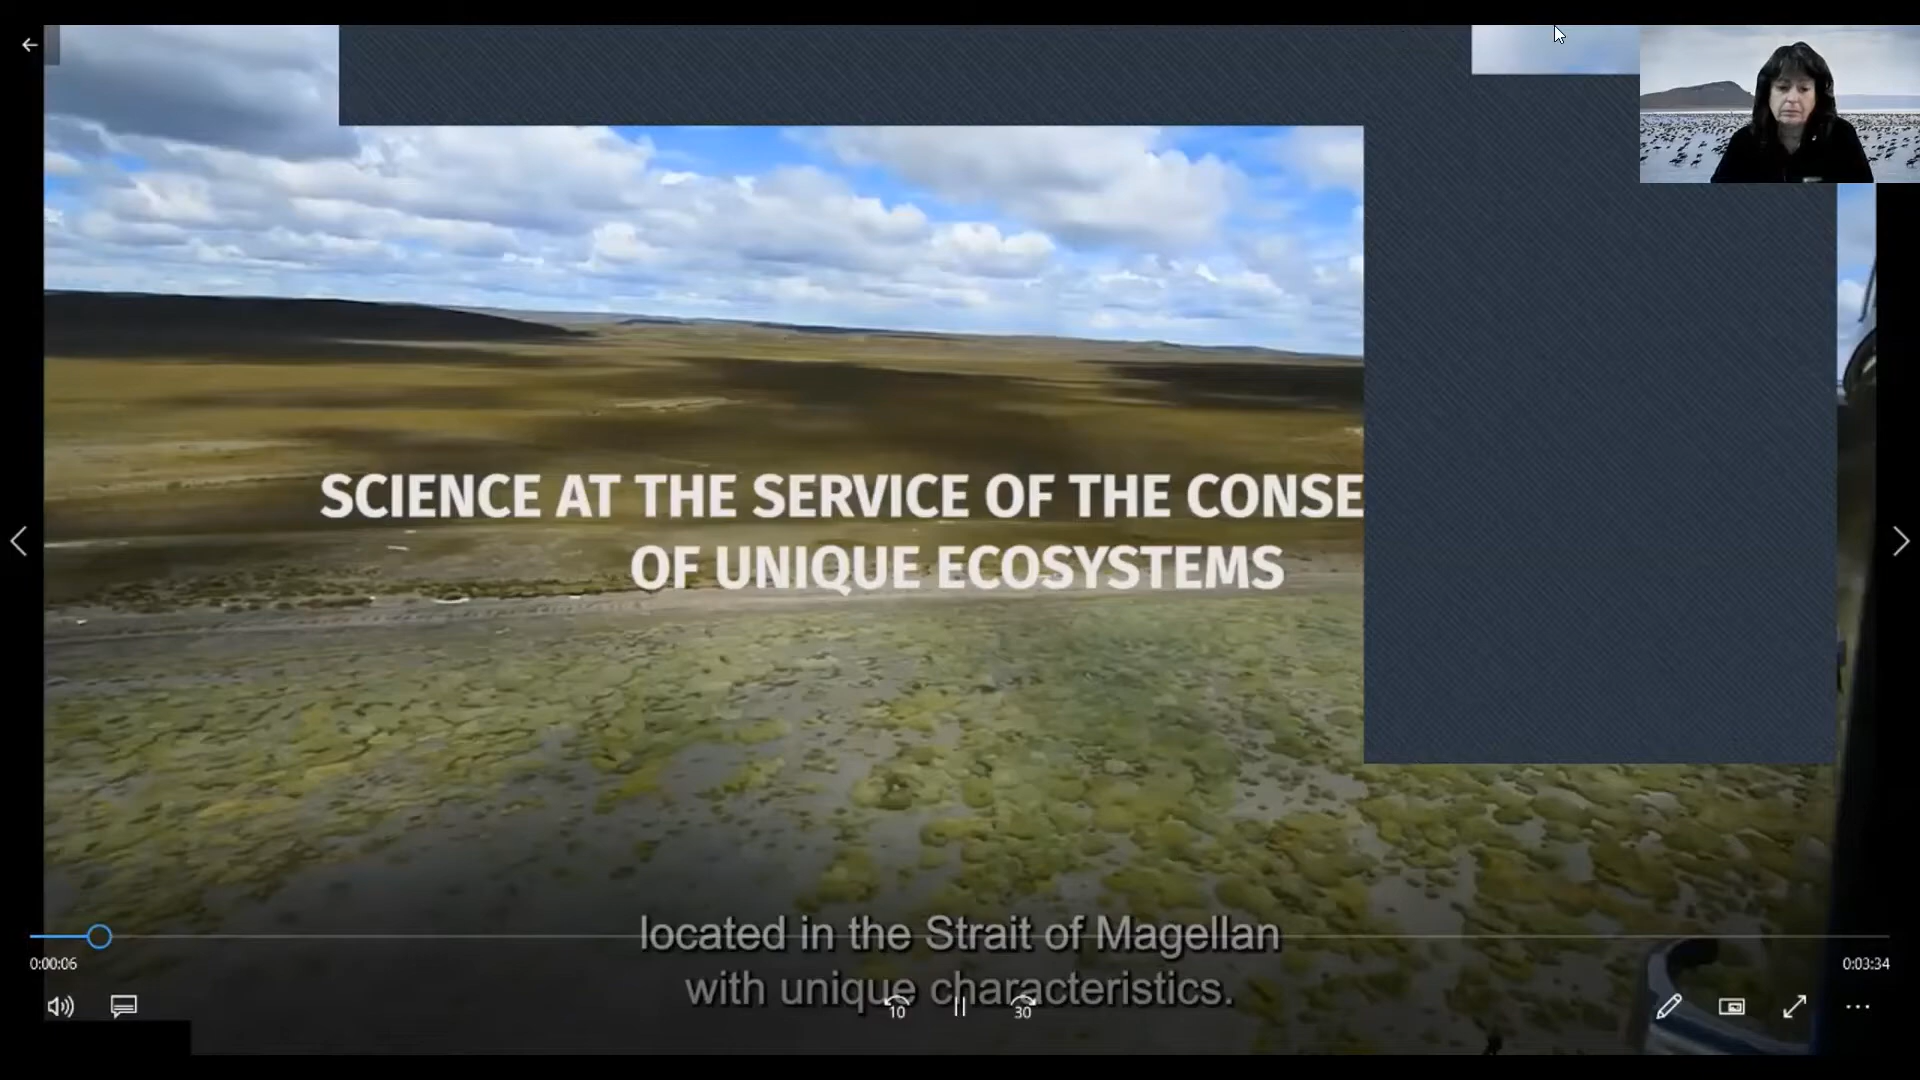 SCIENCE AT THE SERVICE OF THE CONSE
OF UNIQUE ECOSYSTEMS
located in the Strait of Magellan
with unique characteristics.
0:00:06
0:03:34
10
30